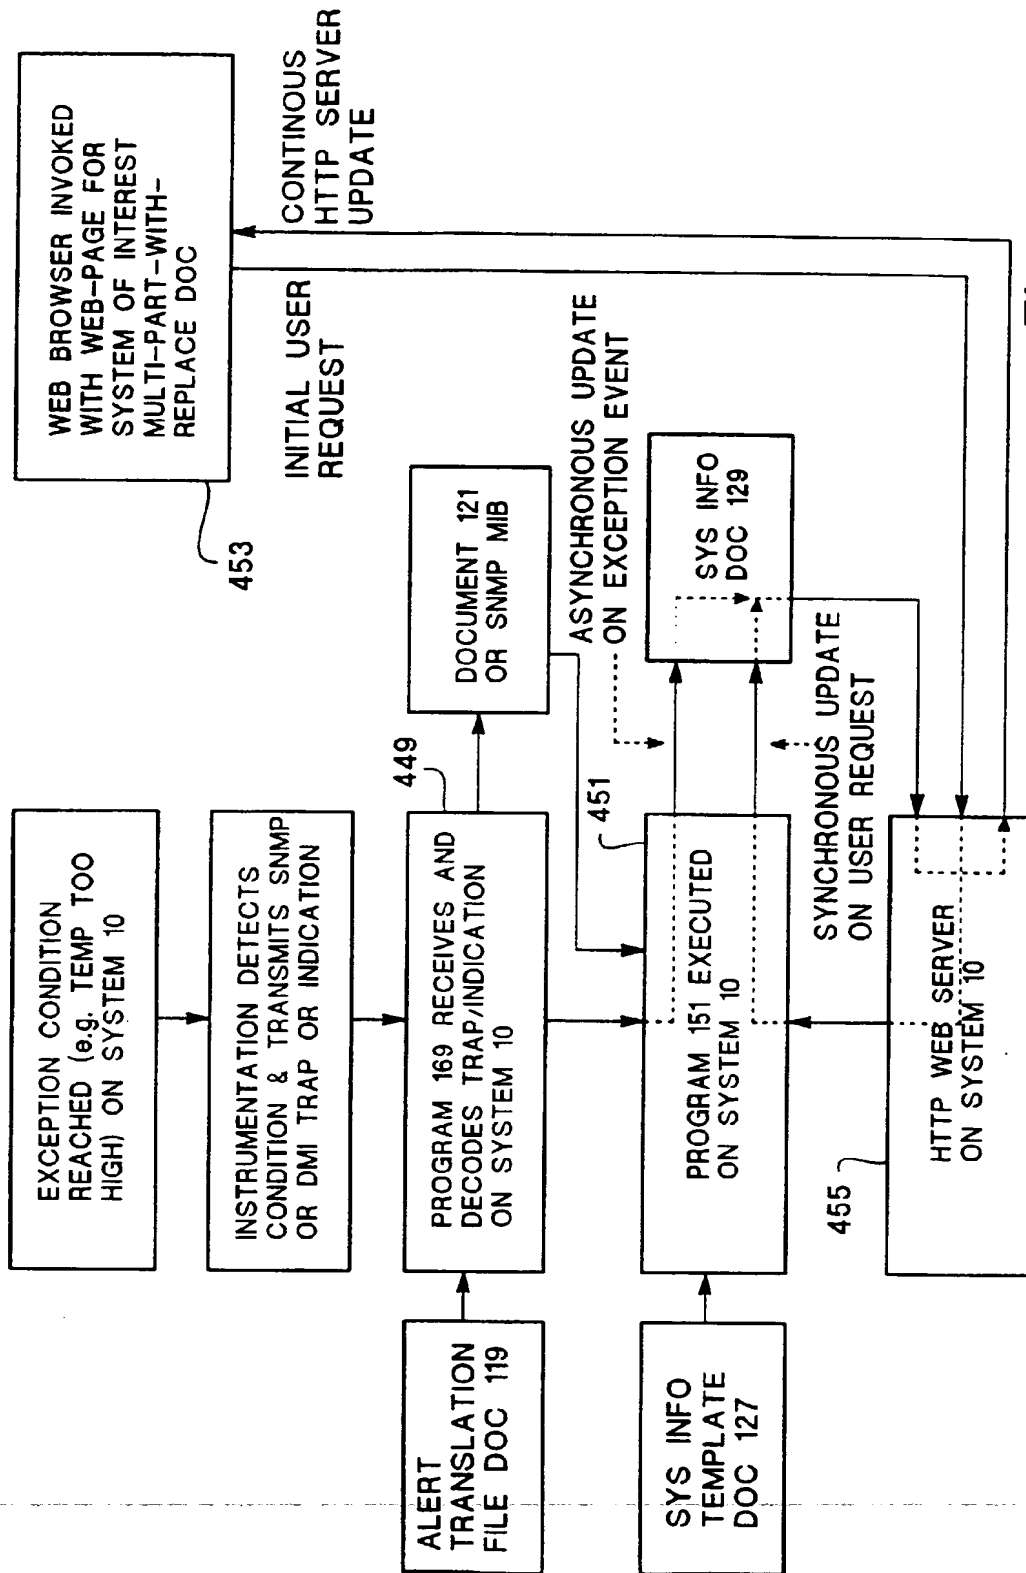 EXCEPTION CONDITION
REACHED (e.g. TEMP TOO
HIGH) ON SYSTEM 10
INSTRUMENTATION DETECTS
CONDITION & TRANSMITS SNMP
OR DMI TRAP OR INDICATION
ALERT
TRANSLATION
FILE DOC 119
449
PROGRAM 169 RECEIVES AND
DECODES TRAP/INDICATION
ON SYSTEM 10
DOCUMENT 121
OR SNMP MIB
453
WEB BROWSER INVOKED
WITH WEB-PAGE FOR
SYSTEM OF INTEREST
MULTI-PART-WITH-
REPLACE DOC
INITIAL USER
REQUEST
CONTINOUS
HTTP SERVER
UPDATE
SYS INFO
TEMPLATE
DOC 127
451
PROGRAM 151 EXECUTED
ON SYSTEM 10
ASYNCHRONOUS UPDATE
ON EXCEPTION EVENT
SYS INFO
DOC 129
SYNCHRONOUS UPDATE
ON USER REQUEST
455
HTTP WEB SERVER
ON SYSTEM 10